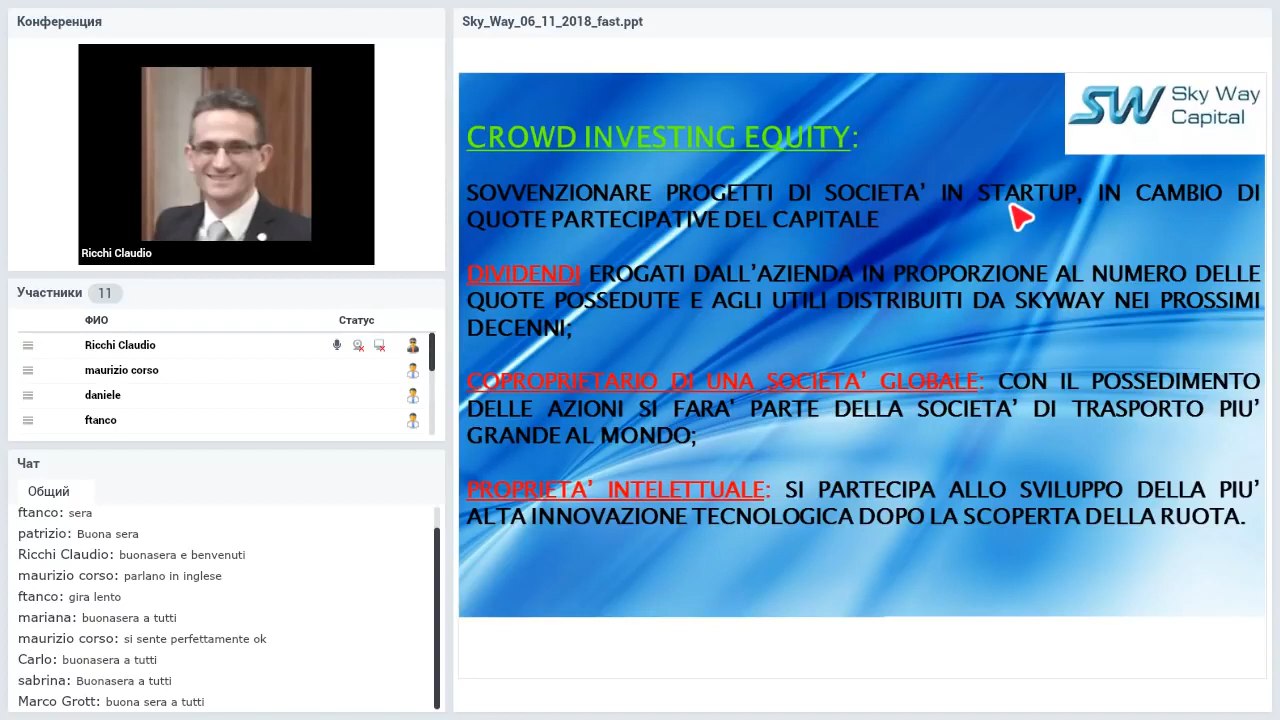 Конференция
Ricchi Claudio
Участники 11
ФИО Статус
Ricchi Claudio
maurizio corso
daniele
ftanco
Чат
Общий
ftanco: sera
patrizio: Buona sera
Ricchi Claudio: buonasera e benvenuti
maurizio corso: parlano in inglese
ftanco: gira lento
mariana: buonasera a tutti
maurizio corso: si sente perfettamente ok
Carlo: buonasera a tutti
sabrina: Buonasera a tutti
Marco Grott: buona sera a tutti
Sky_Way_06_11_2018_fast.ppt
SW Sky Way
Capital
CROWD INVESTING EQUITY:
SOVVENZIONARE PROGETTI DI SOCIETA’ IN STARTUP, IN CAMBIO DI
QUOTE PARTECIPATIVE DEL CAPITALE
DIVIDENDI EROGATI DALL’AZIENDA IN PROPORZIONE AL NUMERO DELLE
QUOTE POSSEDUTE E AGLI UTILI DISTRIBUITI DA SKYWAY NEI PROSSIMI
DECENNI;
COPROPRIETARIO DI UNA SOCIETA’ GLOBALE: CON IL POSSEDIMENTO
DELLE AZIONI SI FARA' PARTE DELLA SOCIETA’ DI TRASPORTO PIU’
GRANDE AL MONDO;
PROPRIETA’ INTELETTUALE: SI PARTECIPA ALLO SVILUPPO DELLA PIU’
ALTA INNOVAZIONE TECNOLOGICA DOPO LA SCOPERTA DELLA RUOTA.